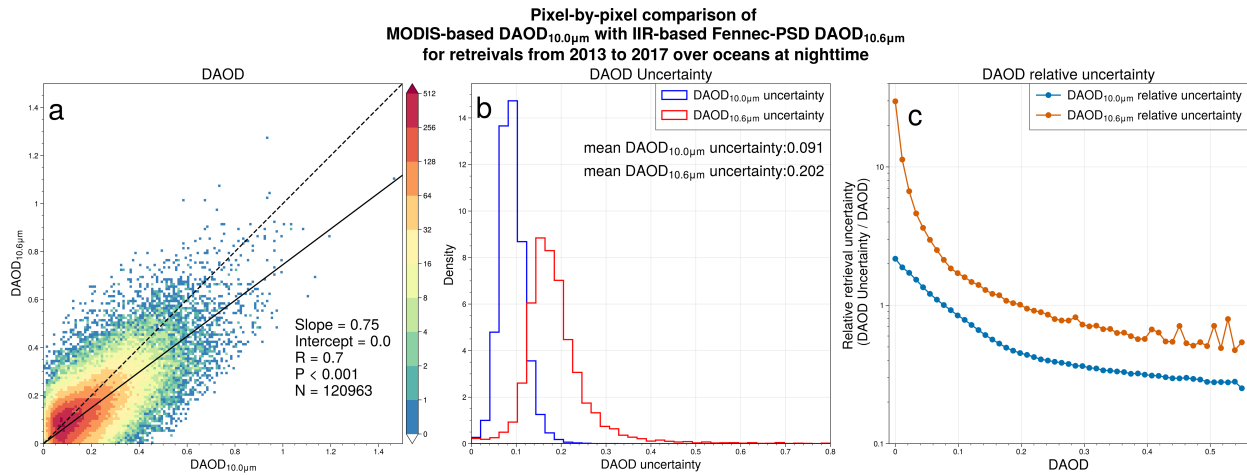 Pixel-by-pixel comparison of
MODIS-based DAOD10.0μm with IIR-based Fennec-PSD DAOD10.6μm
for retreivals from 2013 to 2017 over oceans at nighttime
DAOD
a
1.4
1.2
1
0.8
0.6
0.4
0.2
0
DAOD10.6μm
0 0.2 0.4 0.6 0.8 1 1.2 1.4
DAOD10.0μm
Slope = 0.75
Intercept = 0.0
R = 0.7
P < 0.001
N = 120963
512
256
128
64
32
16
8
4
2
1
0
DAOD Uncertainty
b
DAOD10.0μm uncertainty
DAOD10.6μm uncertainty
mean DAOD10.0μm uncertainty:0.091
mean DAOD10.6μm uncertainty:0.202
14
12
10
8
6
4
2
0
Density
0 0.1 0.2 0.3 0.4 0.5 0.6 0.7 0.8
DAOD uncertainty
DAOD relative uncertainty
c
DAOD10.0μm relative uncertainty
DAOD10.6μm relative uncertainty
10
1
0.1
Relative retrieval uncertainty
(DAOD Uncertainty / DAOD)
0 0.1 0.2 0.3 0.4 0.5
DAOD